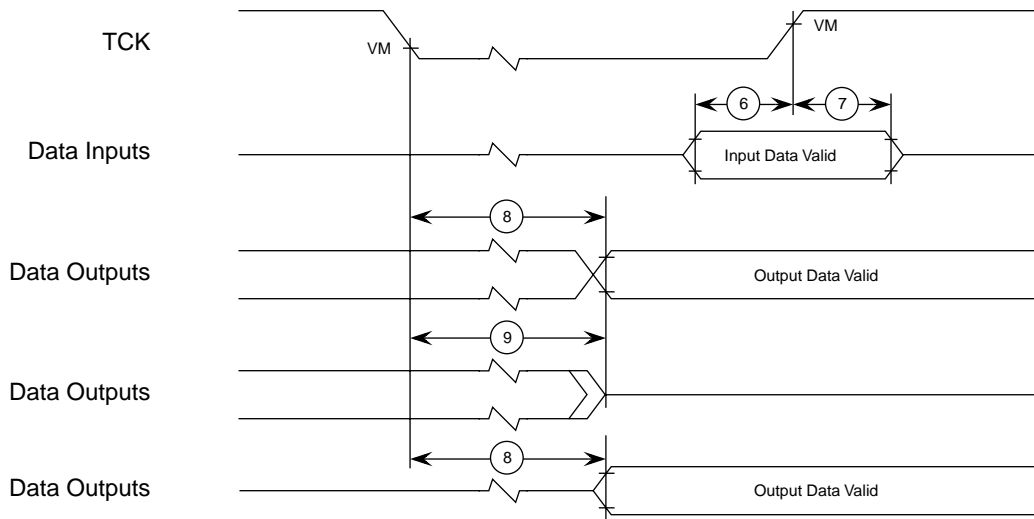 TCK
VM
VM
6
7
Data Inputs
Input Data Valid
8
Data Outputs
Output Data Valid
9
Data Outputs
8
Data Outputs
Output Data Valid